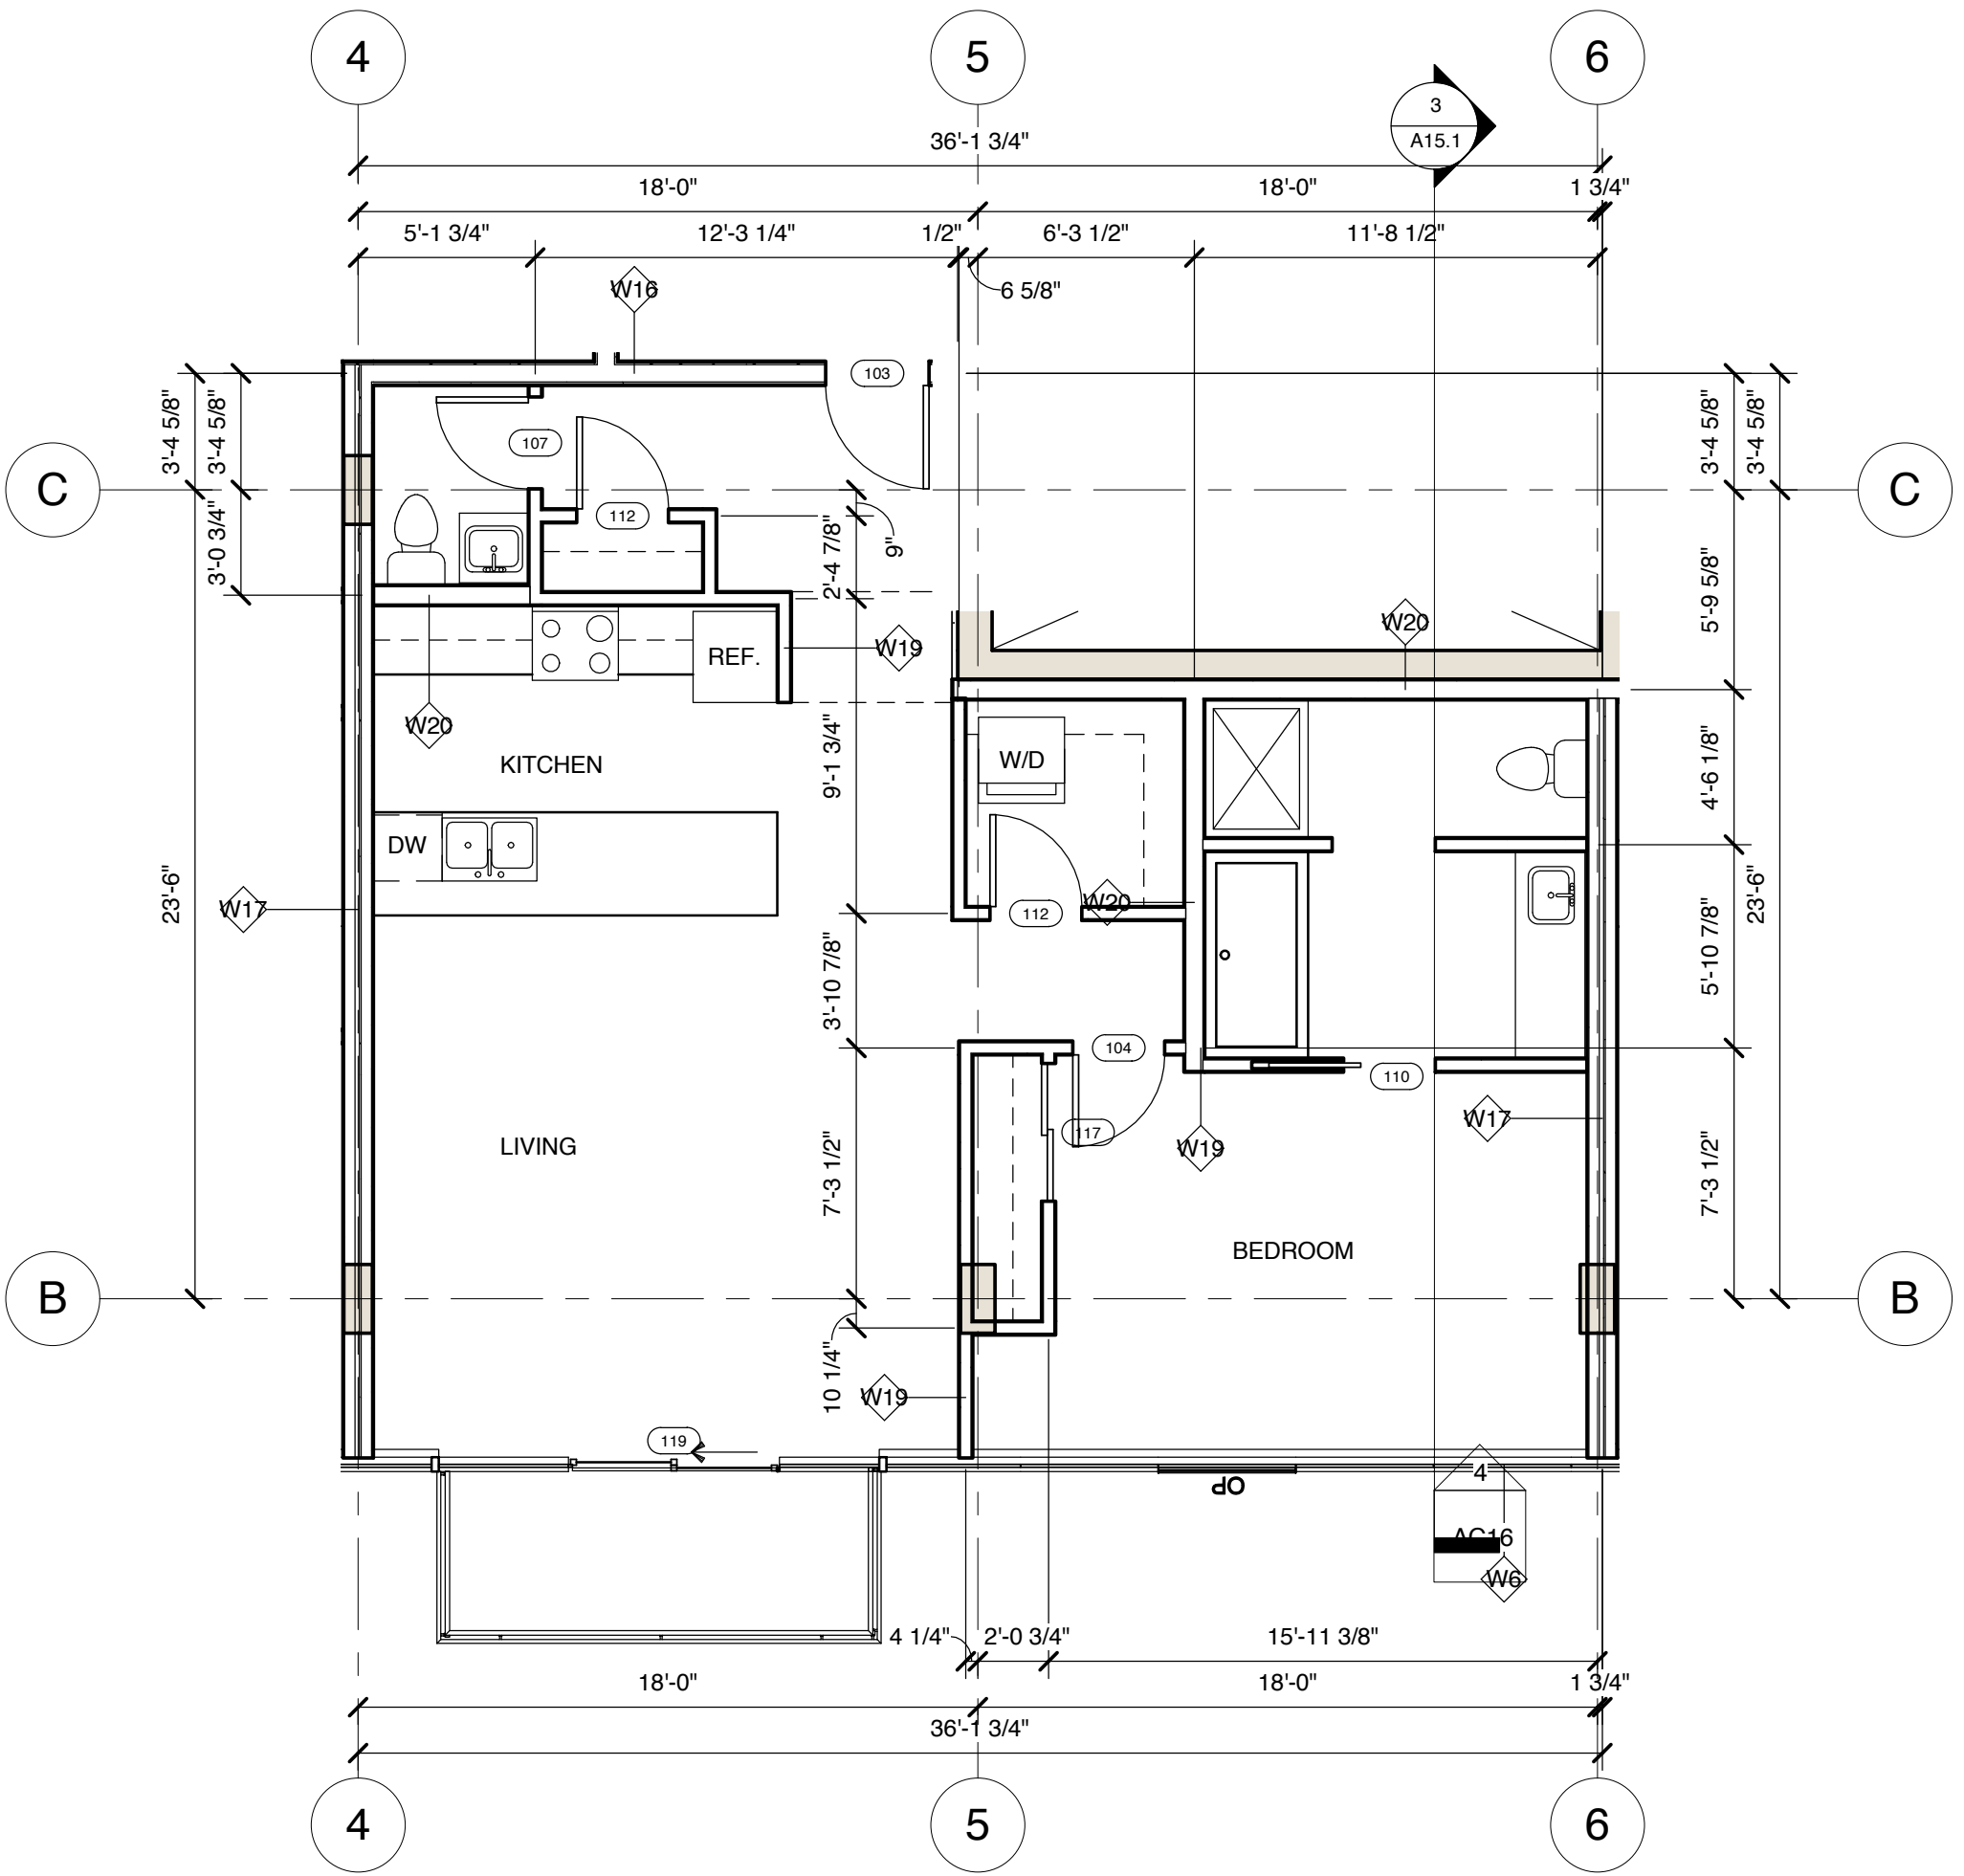 4
5
6
3
A15.1
36'-1 3/4"
18'-0"
18'-0"
1 3/4"
5'-1 3/4"
12'-3 1/4"
1/2"
6'-3 1/2"
11'-8 1/2"
6 5/8"
W16
103
3'-4 5/8"
3'-4 5/8"
3'-4 5/8"
3'-4 5/8"
107
C
C
112
9"
3'-0 3/4"
2'-4 7/8"
5'-9 5/8"
W20
W19
REF.
W20
KITCHEN
W/D
9'-1 3/4"
4'-6 1/8"
DW
23'-6"
W17
W20
112
23'-6"
3'-10 7/8"
5'-10 7/8"
104
110
117
W17
LIVING
W19
7'-3 1/2"
7'-3 1/2"
BEDROOM
B
B
10 1/4"
W19
119
4
OP
AC16
W6
4 1/4"
2'-0 3/4"
15'-11 3/8"
18'-0"
18'-0"
1 3/4"
36'-1 3/4"
4
5
6